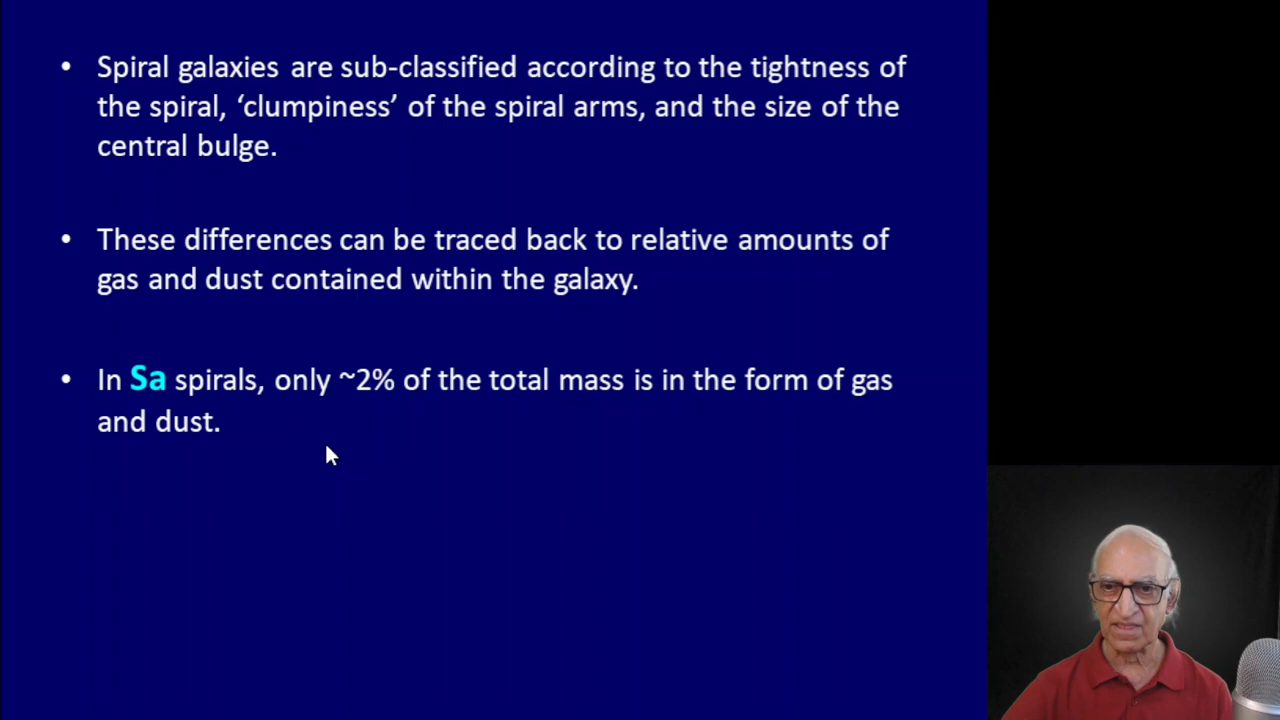 • Spiral galaxies are sub-classified according to the tightness of
the spiral, ‘clumpiness’ of the spiral arms, and the size of the
central bulge.
• These differences can be traced back to relative amounts of
gas and dust contained within the galaxy.
• In Sa spirals, only ~2% of the total mass is in the form of gas
and dust.